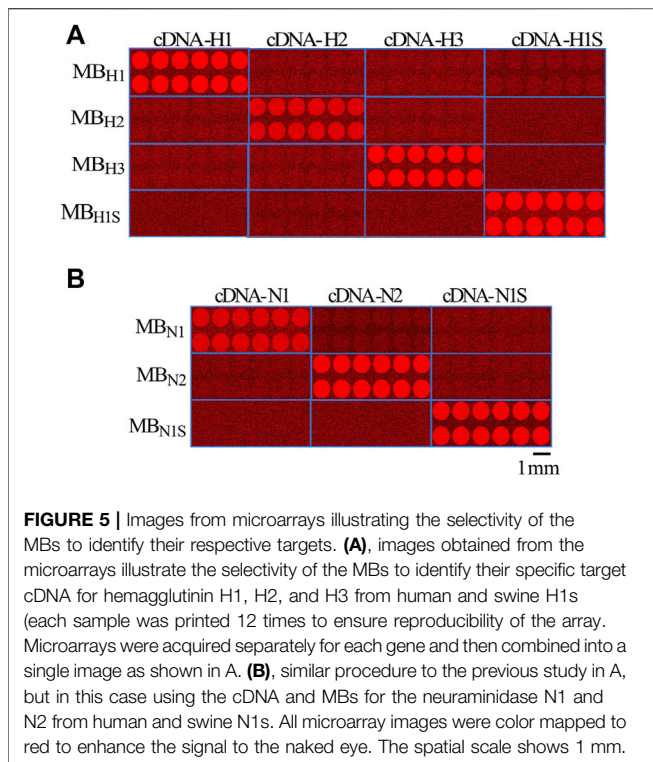 A
cDNA-H1 cDNA-H2 cDNA-H3 cDNA-H1S
MBH1
MBH2
MBH3
MBH1S
B
cDNA-N1 cDNA-N2 cDNA-N1S
MBN1
MBN2
MBN1S
1mm
FIGURE 5 | Images from microarrays illustrating the selectivity of the
MBs to identify their respective targets. (A), images obtained from the
microarrays illustrate the selectivity of the MBs to identify their specific target
cDNA for hemagglutinin H1, H2, and H3 from human and swine H1s
(each sample was printed 12 times to ensure reproducibility of the array.
Microarrays were acquired separately for each gene and then combined into a
single image as shown in A. (B), similar procedure to the previous study in A,
but in this case using the cDNA and MBs for the neuraminidase N1 and
N2 from human and swine N1s. All microarray images were color mapped to
red to enhance the signal to the naked eye. The spatial scale shows 1 mm.